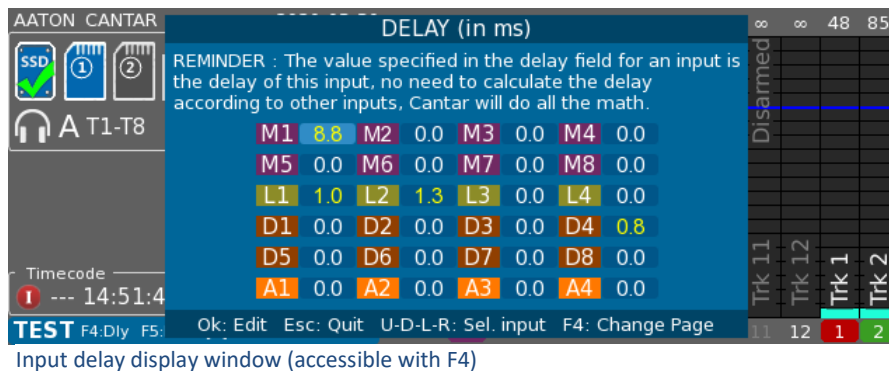 AATON CANTAR
DELAY (in ms)
∞ ∞ 48 85
SSD 1 2
REMINDER : The value specified in the delay field for an input is
the delay of this input, no need to calculate the delay
according to other inputs, Cantar will do all the math.
Disarmed
A T1-T8
M1 8.8 M2 0.0 M3 0.0 M4 0.0
M5 0.0 M6 0.0 M7 0.0 M8 0.0
L1 1.0 L2 1.3 L3 0.0 L4 0.0
D1 0.0 D2 0.0 D3 0.0 D4 0.8
D5 0.0 D6 0.0 D7 0.0 D8 0.0
A1 0.0 A2 0.0 A3 0.0 A4 0.0
Timecode
I --- 14:51:4
Trk 11
Trk 12
Trk 1
Trk 2
TEST F4:Dly F5:
Ok: Edit Esc: Quit U-D-L-R: Sel. input F4: Change Page
11 12 1 2
Input delay display window (accessible with F4)